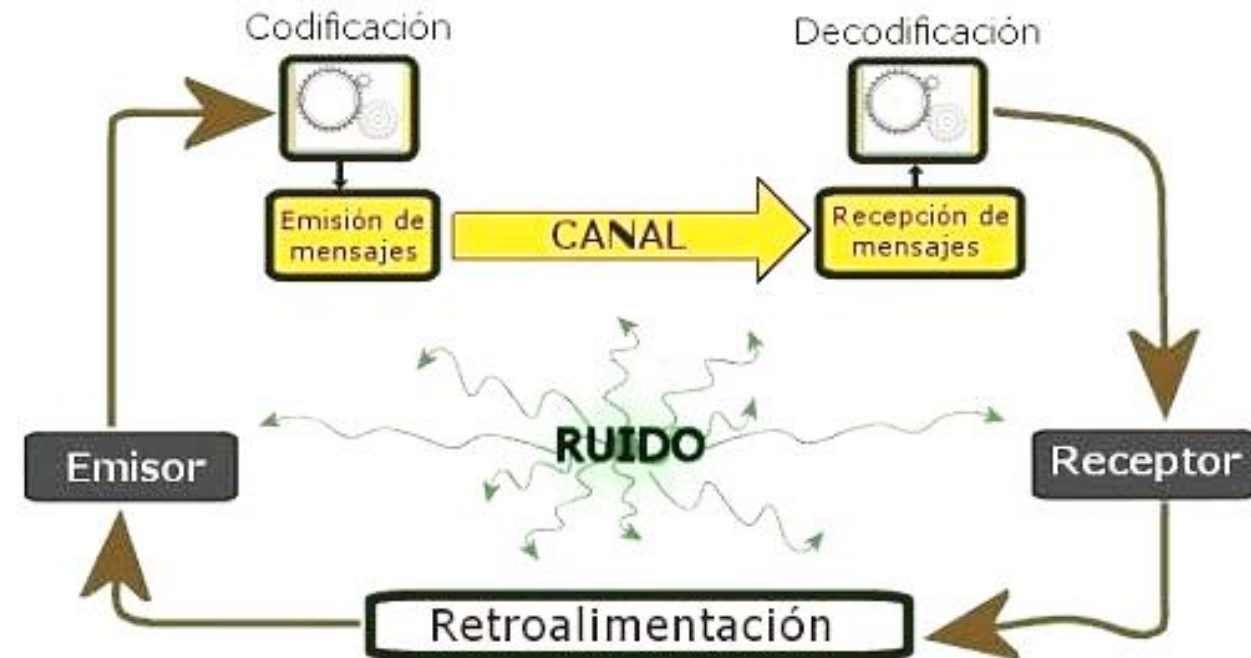 Codificación
Decodificación
Emisión de
mensajes
CANAL
Recepción de
mensajes
RUIDO
Emisor
Receptor
Retroalimentación